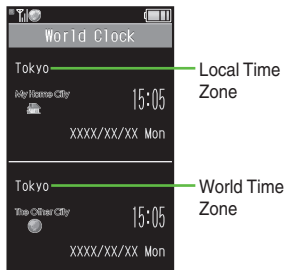 World Clock
Tokyo
Local Time
Zone
My Home City
15:05
XXXX/XX/XX Mon
Tokyo
World Time
Zone
The Other City
15:05
XXXX/XX/XX Mon